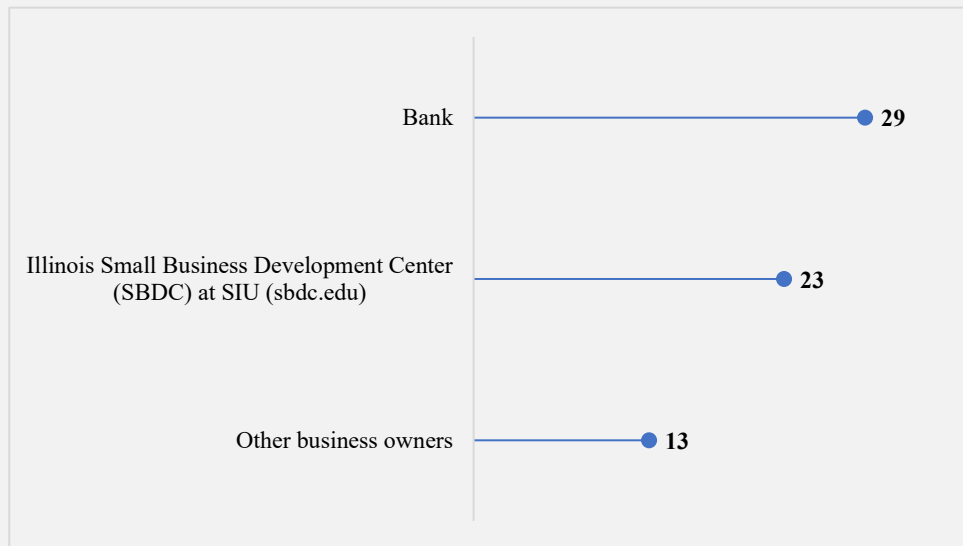 Bank
29
Illinois Small Business Development Center
(SBDC) at SIU (sbdc.edu)
23
Other business owners
13